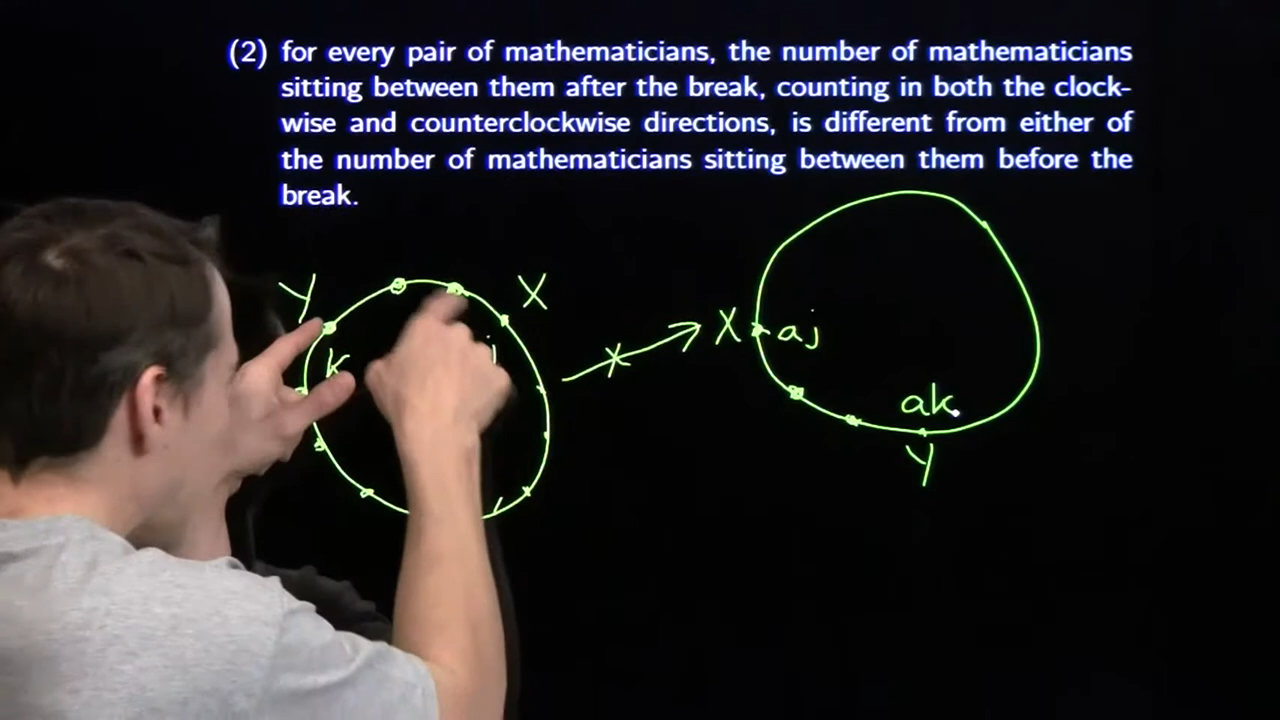 (2) for every pair of mathematicians, the number of mathematicians
sitting between them after the break, counting in both the clock-
wise and counterclockwise directions, is different from either of
the number of mathematicians sitting between them before the
break.
Y X
k j
X aj
ak
Y